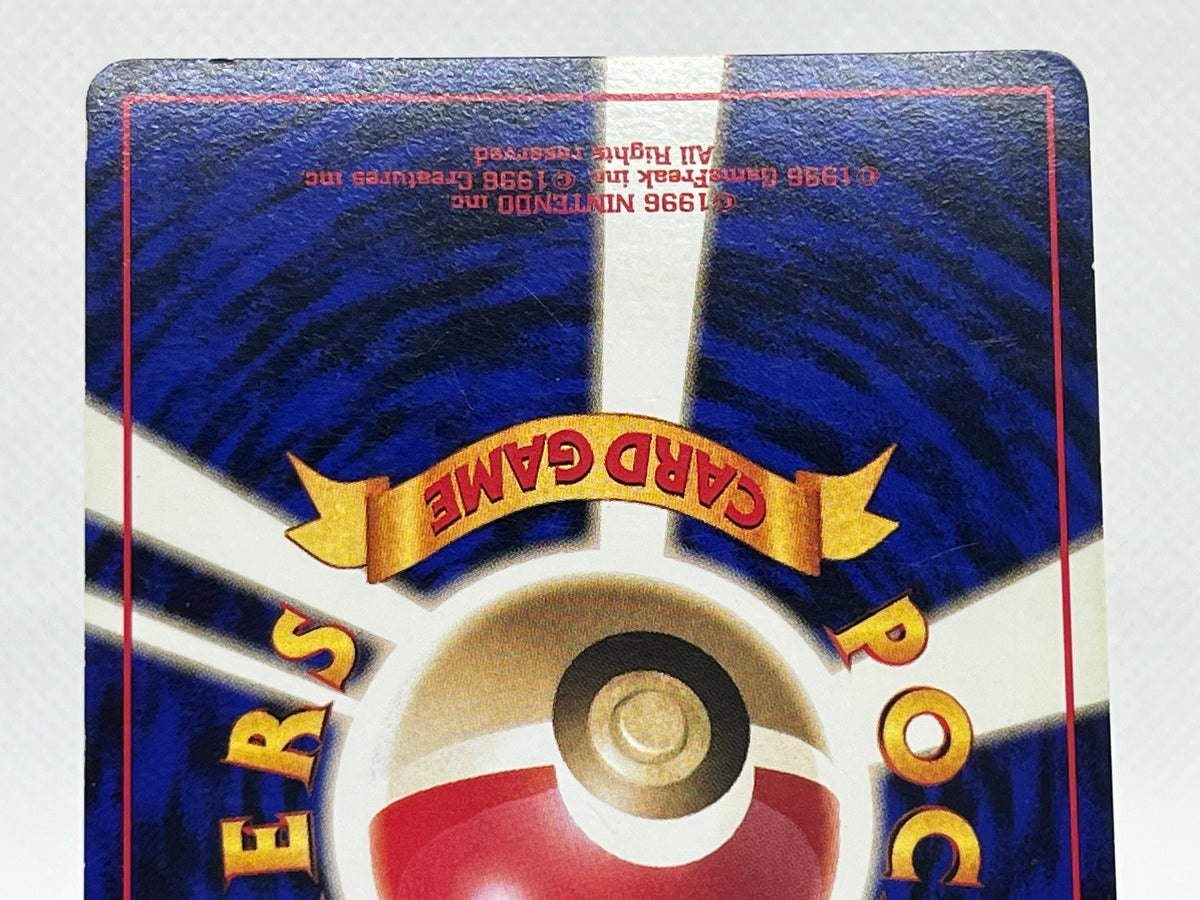 POC
ERS
CARD GAME
©1996 NINTENDO inc.
©1996 GameFreak inc. ©1996 Creatures inc.
All Rights reserved.